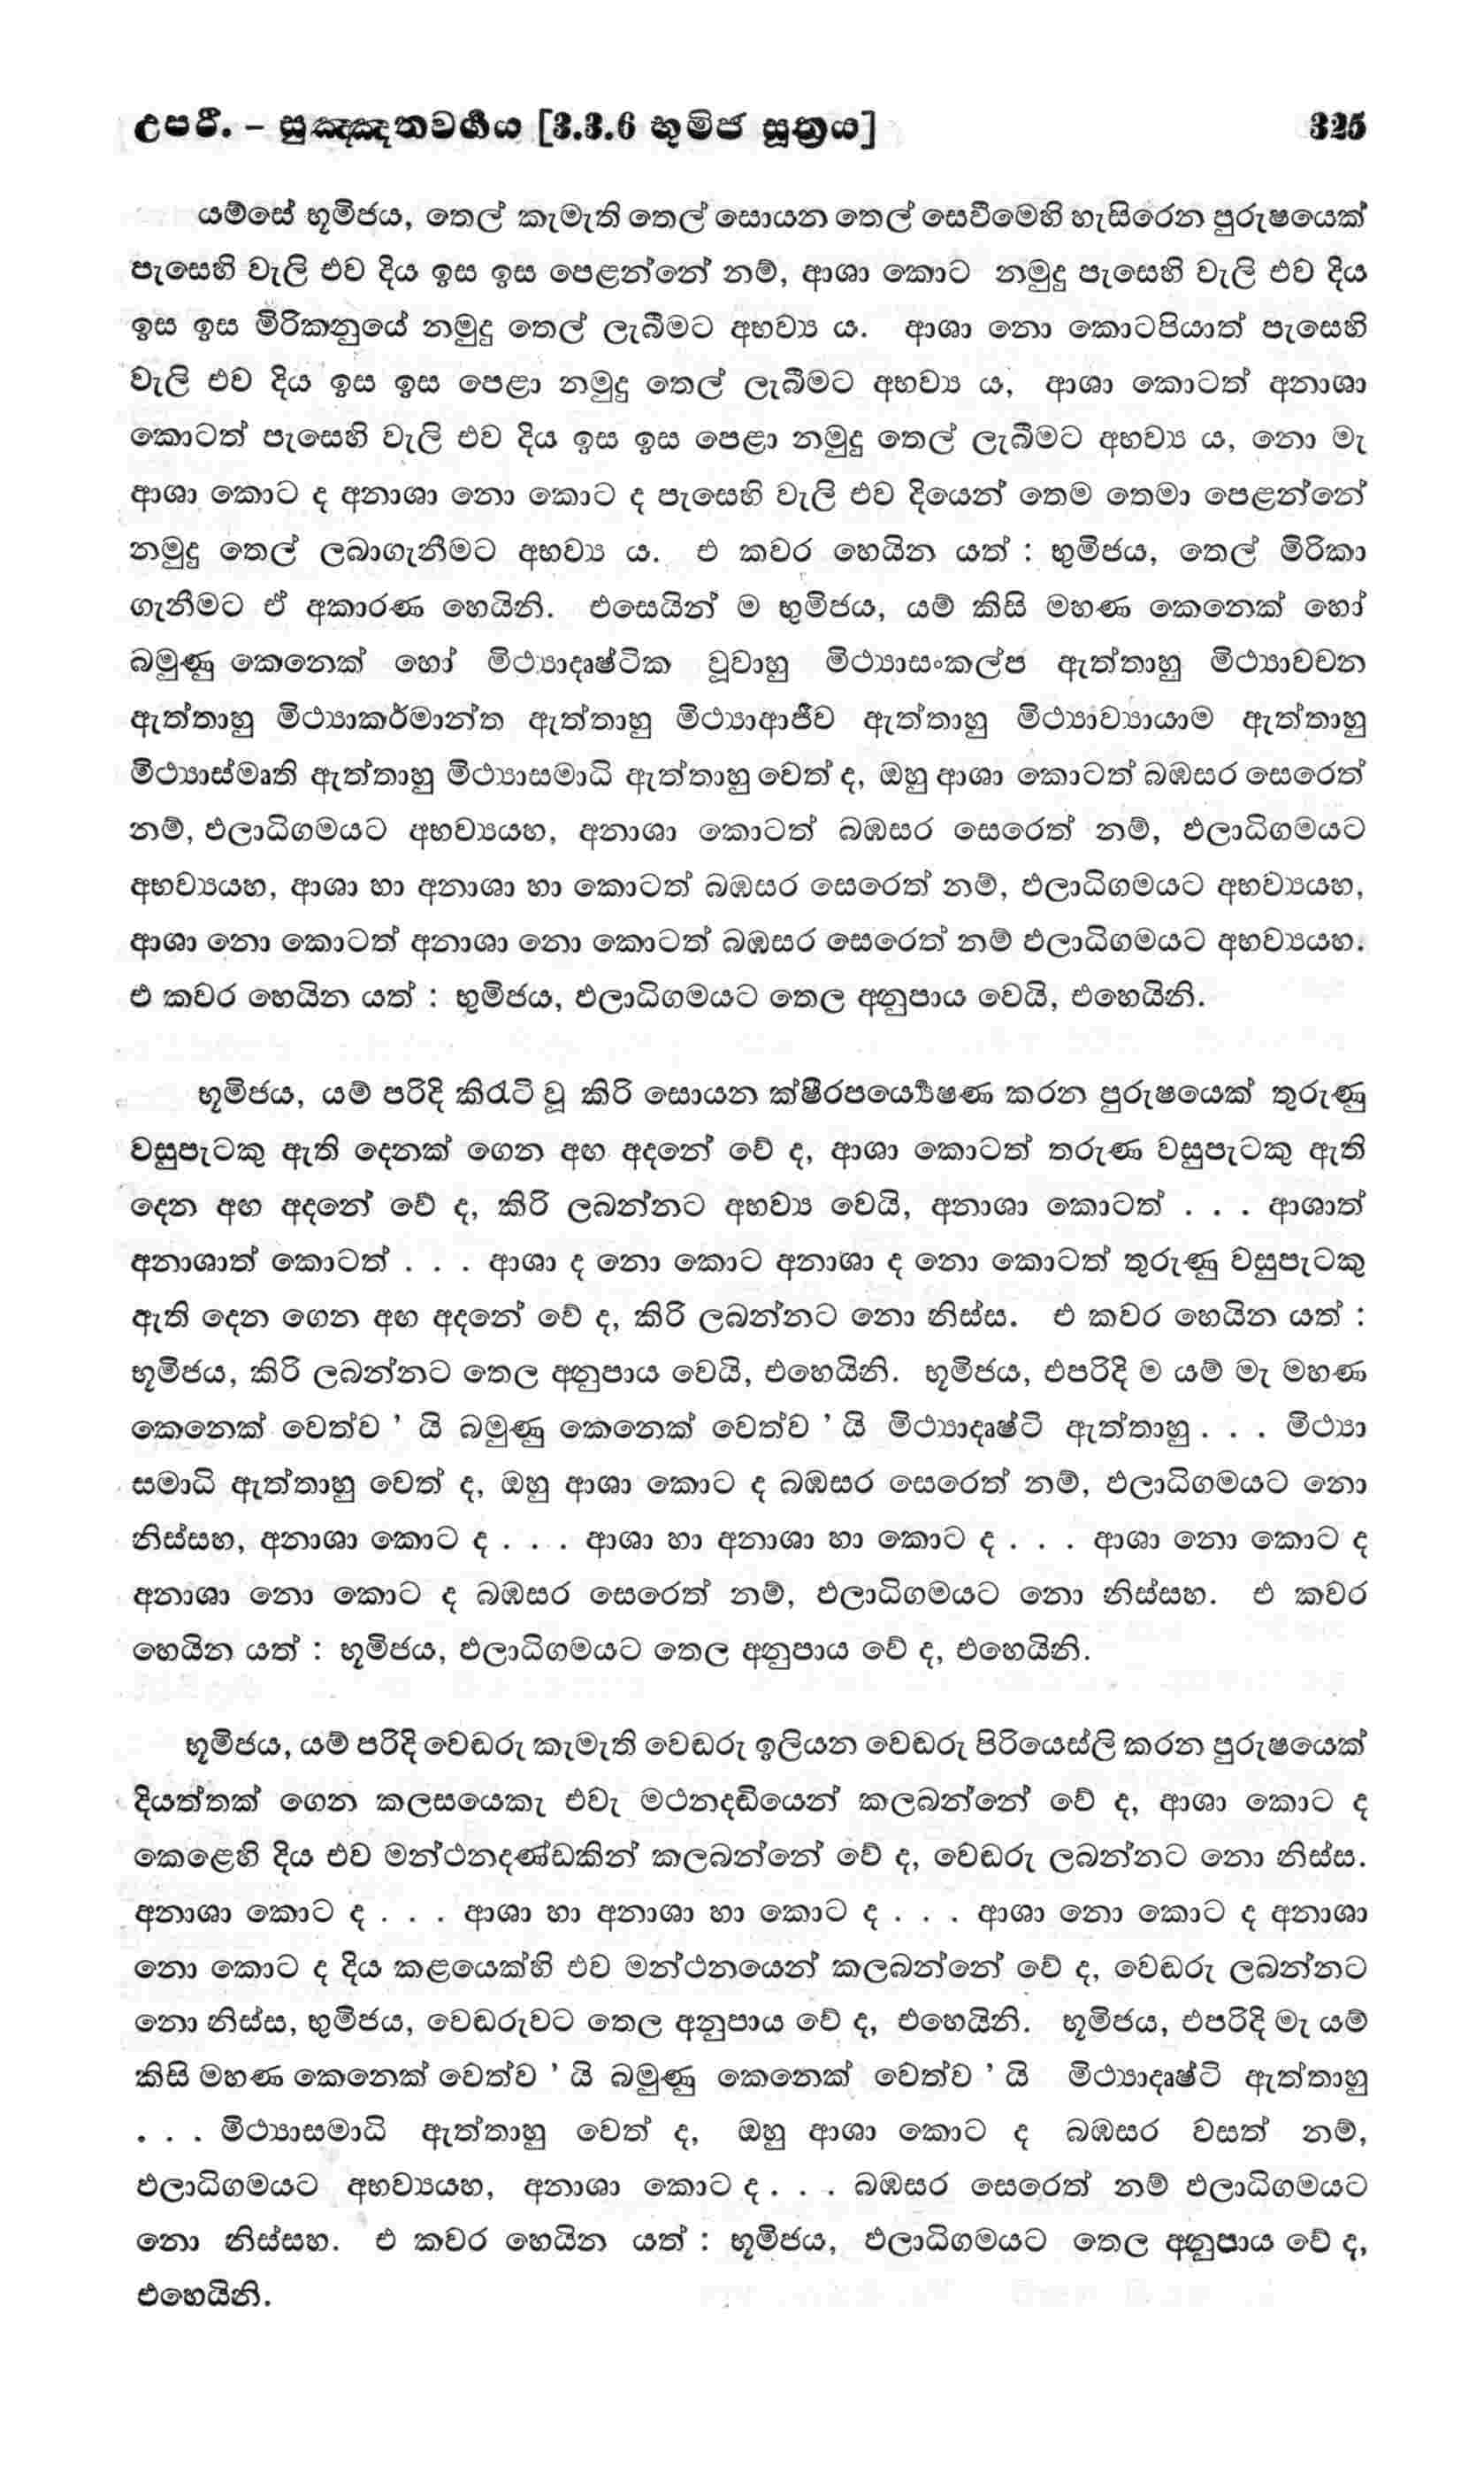 උපරි. – සුඤ්ඤතවර්ගය [3.3.6 භුමිජ සූත්‍රය] 325
යම්සේ භූමිජය, තෙල් කැමැති තෙල් සොයන තෙල් සෙවීමෙහි හැසිරෙන පුරුෂයෙක්
පැසෙහි වැලි එව දිය ඉස ඉස පෙළන්නේ නම්, ආශා කොට නමුදු පැසෙහි වැලි එව දිය
ඉස ඉස මිරිකනුයේ නමුදු තෙල් ලැබීමට අභව්‍ය ය. ආශා නො කොටපියාත් පැසෙහි
වැලි එව දිය ඉස ඉස පෙළා නමුදු තෙල් ලැබීමට අභව්‍ය ය, ආශා කොටත් අනාශා
කොටත් පැසෙහි වැලි එව දිය ඉස ඉස පෙළා නමුදු තෙල් ලැබීමට අභව්‍ය ය, නො මැ
ආශා කොට ද අනාශා නො කොට ද පැසෙහි වැලි එව දියෙන් තෙම තෙමා පෙළන්නේ
නමුදු තෙල් ලබාගැනීමට අභව්‍ය ය. එ කවර හෙයින යත් : භුමිජය, තෙල් මිරිකා
ගැනීමට ඒ අකාරණ හෙයිනි. එසෙයින් ම භුමිජය, යම් කිසි මහණ කෙනෙක් හෝ
බමුණු කෙනෙක් හෝ මිථ්‍යාදෘෂ්ටික වූවාහු මිථ්‍යාසංකල්ප ඇත්තාහු මිථ්‍යාවචන
ඇත්තාහු මිථ්‍යාකර්මාන්ත ඇත්තාහු මිථ්‍යාආජීව ඇත්තාහු මිථ්‍යාව්‍යායාම ඇත්තාහු
මිථ්‍යාස්මෘති ඇත්තාහු මිථ්‍යාසමාධි ඇත්තාහු වෙත් ද, ඔහු ආශා කොටත් බඹසර සෙරෙත්
නම්, ඵලාධිගමයට අභව්‍යයහ, අනාශා කොටත් බඹසර සෙරෙත් නම්, ඵලාධිගමයට
අභව්‍යයහ, ආශා හා අනාශා හා කොටත් බඹසර සෙරෙත් නම්, ඵලාධිගමයට අභව්‍යයහ,
ආශා නො කොටත් අනාශා නො කොටත් බඹසර සෙරෙත් නම් ඵලාධිගමයට අභව්‍යයහ.
එ කවර හෙයින යත් : භුමිජය, ඵලාධිගමයට තෙල අනුපාය වෙයි, එහෙයිනි.
භූමිජය, යම් පරිදි කිරැටි වූ කිරි සොයන ක්ෂීරපර්‍ය්‍යේෂණ කරන පුරුෂයෙක් තුරුණු
වසුපැටකු ඇති දෙනක් ගෙන අඟ අදනේ වේ ද, ආශා කොටත් තරුණ වසුපැටකු ඇති
දෙන අඟ අදනේ වේ ද, කිරි ලබන්නට අභව්‍ය වෙයි, අනාශා කොටත් . . . ආශාත්
අනාශාත් කොටත් . . . ආශා ද නො කොට අනාශා ද නො කොටත් තුරුණු වසුපැටකු
ඇති දෙන ගෙන අඟ අදනේ වේ ද, කිරි ලබන්නට නො නිස්ස. එ කවර හෙයින යත් :
භූමිජය, කිරි ලබන්නට තෙල අනුපාය වෙයි, එහෙයිනි. භූමිජය, එපරිදි ම යම් මැ මහණ
කෙනෙක් වෙත්ව ’ යි බමුණු කෙනෙක් වෙත්ව ’ යි මිථ්‍යාදෘෂ්ටි ඇත්තාහු . . . මිථ්‍යා
සමාධි ඇත්තාහු වෙත් ද, ඔහු ආශා කොට ද බඹසර සෙරෙත් නම්, ඵලාධිගමයට නො
නිස්සහ, අනාශා කොට ද . . . ආශා හා අනාශා හා කොට ද . . . ආශා නො කොට ද
අනාශා නො කොට ද බඹසර සෙරෙත් නම්, ඵලාධිගමයට නො නිස්සහ. එ කවර
හෙයින යත් : භූමිජය, ඵලාධිගමයට තෙල අනුපාය වේ ද, එහෙයිනි.
භූමිජය, යම් පරිදි වෙඬරු කැමැති වෙඬරු ඉලියන වෙඬරු පිරියෙස්ලි කරන පුරුෂයෙක්
දියත්තක් ගෙන කලසයෙකැ එවැ මථනදඬියෙන් කලබන්නේ වේ ද, ආශා කොට ද
කෙළෙහි දිය එව මන්ථනදණ්ඩකින් කලබන්නේ වේ ද, වෙඬරු ලබන්නට නො නිස්ස.
අනාශා කොට ද . . . ආශා හා අනාශා හා කොට ද . . . ආශා නො කොට ද අනාශා
නො කොට ද දිය කළයෙක්හි එව මන්ථනයෙන් කලබන්නේ වේ ද, වෙඬරු ලබන්නට
නො නිස්ස, භුමිජය, වෙඬරුවට තෙල අනුපාය වේ ද, එහෙයිනි. භූමිජය, එපරිදි මැ යම්
කිසි මහණ කෙනෙක් වෙත්ව ’ යි බමුණු කෙනෙක් වෙත්ව ’ යි මිථ්‍යාදෘෂ්ටි ඇත්තාහු
. . . මිථ්‍යාසමාධි ඇත්තාහු වෙත් ද, ඔහු ආශා කොට ද බඹසර වසත් නම්,
ඵලාධිගමයට අභව්‍යයහ, අනාශා කොට ද . . . බඹසර සෙරෙත් නම් ඵලාධිගමයට
නො නිස්සහ. එ කවර හෙයින යත් : භූමිජය, ඵලාධිගමයට තෙල අනුපාය වේ ද,
එහෙයිනි.